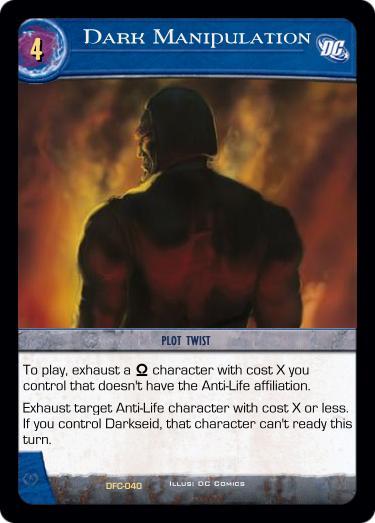 4
Dark Manipulation
DC
PLOT TWIST
To play, exhaust a Ω character with cost X you
control that doesn't have the Anti-Life affiliation.
Exhaust target Anti-Life character with cost X or less.
If you control Darkseid, that character can't ready this
turn.
DFC-040 Illus: DC Comics